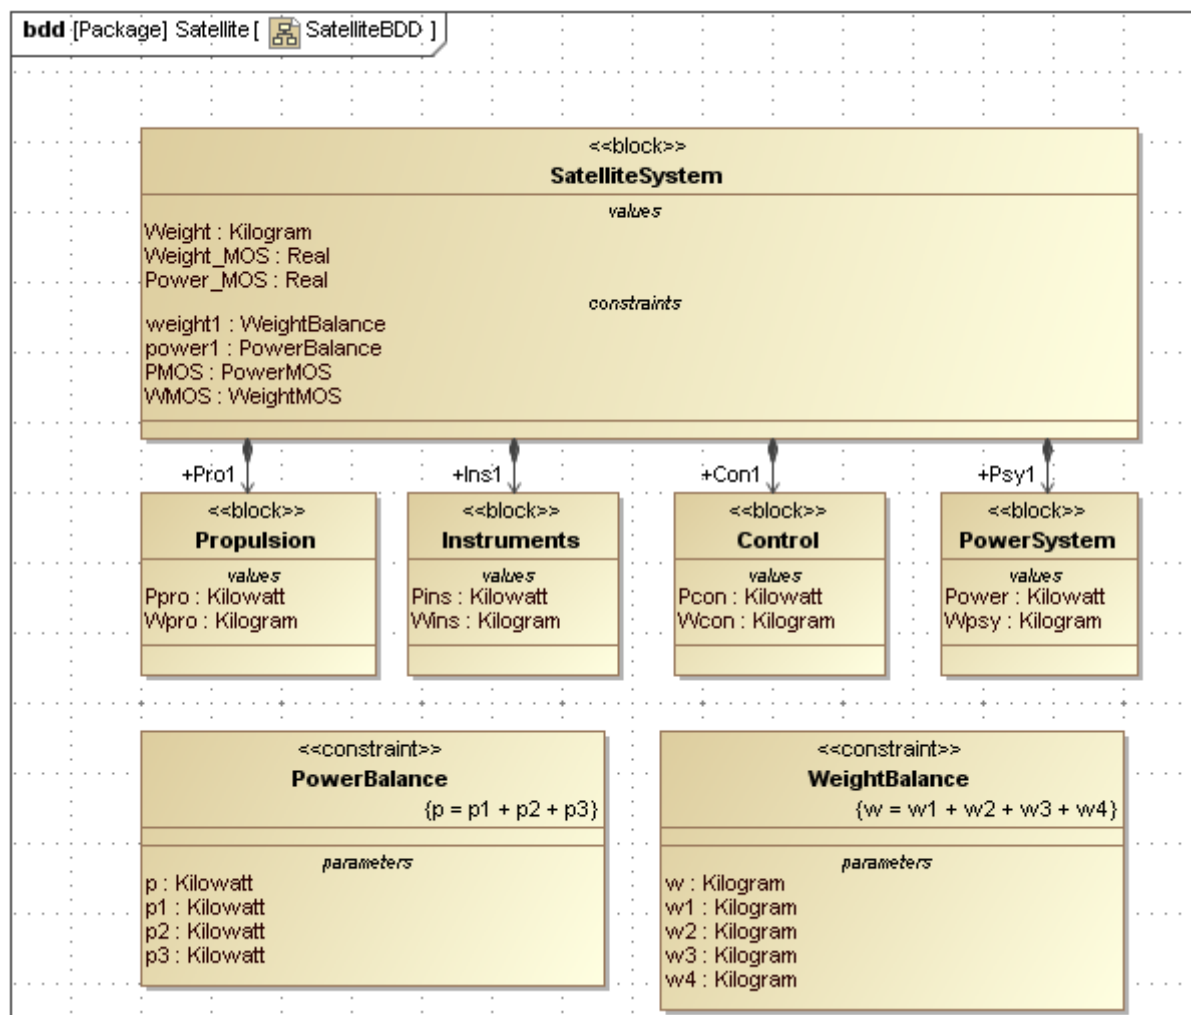 bdd [Package] Satellite [ SatelliteBDD ]
<<block>>
SatelliteSystem
values
Weight : Kilogram
Weight_MOS : Real
Power_MOS : Real
constraints
weight1 : WeightBalance
power1 : PowerBalance
PMOS : PowerMOS
WMOS : WeightMOS
+Pro1
+Ins1
+Con1
+Psy1
<<block>>
Propulsion
values
Ppro : Kilowatt
Wpro : Kilogram
<<block>>
Instruments
values
Pins : Kilowatt
Wins : Kilogram
<<block>>
Control
values
Pcon : Kilowatt
Wcon : Kilogram
<<block>>
PowerSystem
values
Power : Kilowatt
Wpsy : Kilogram
<<constraint>>
PowerBalance
{p = p1 + p2 + p3}
parameters
p : Kilowatt
p1 : Kilowatt
p2 : Kilowatt
p3 : Kilowatt
<<constraint>>
WeightBalance
{w = w1 + w2 + w3 + w4}
parameters
w : Kilogram
w1 : Kilogram
w2 : Kilogram
w3 : Kilogram
w4 : Kilogram